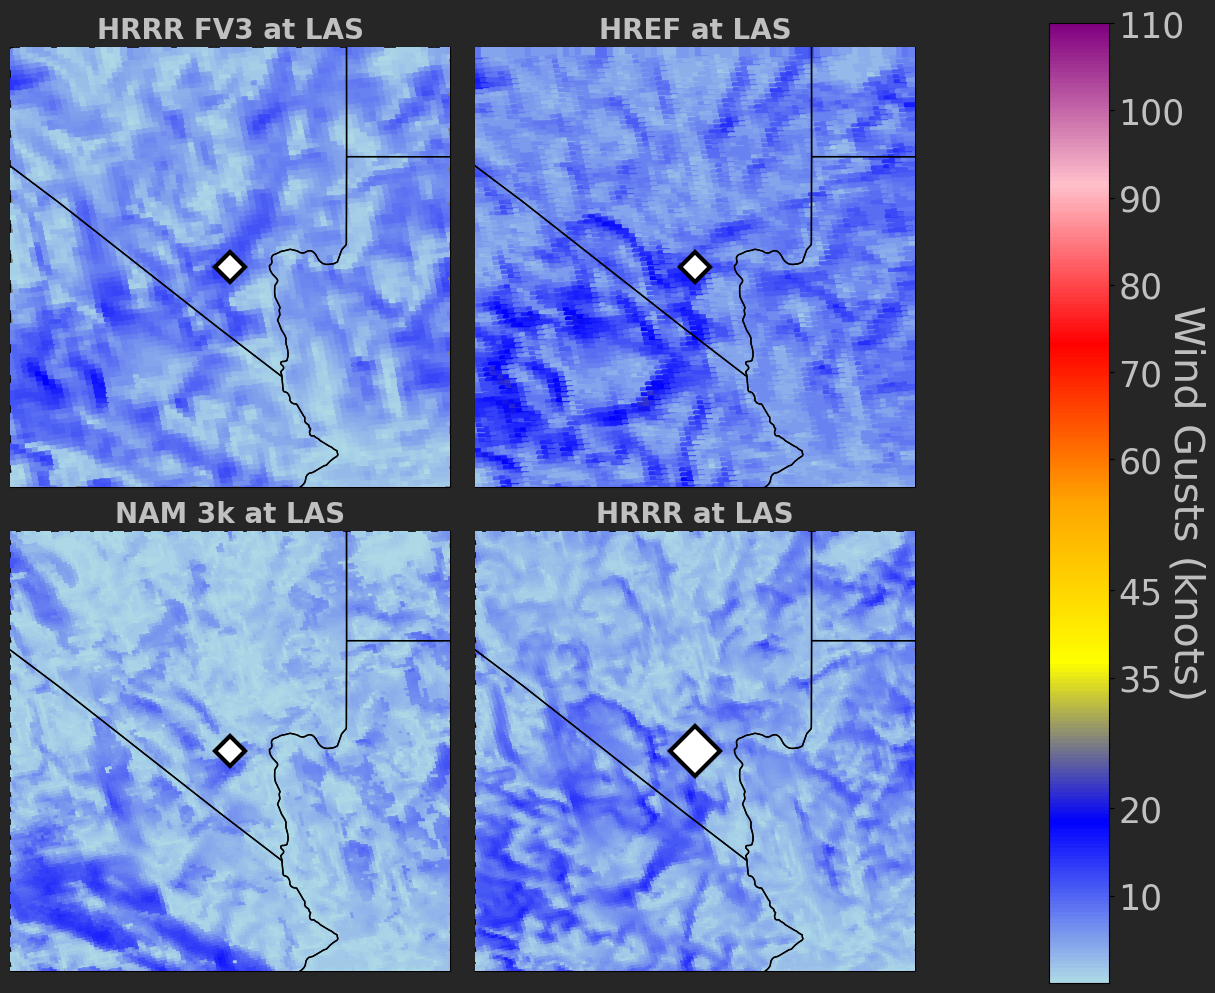 HRRR FV3 at LAS
HREF at LAS
NAM 3k at LAS
HRRR at LAS
110
100
90
80
70
60
45
35
20
10
Wind Gusts (knots)